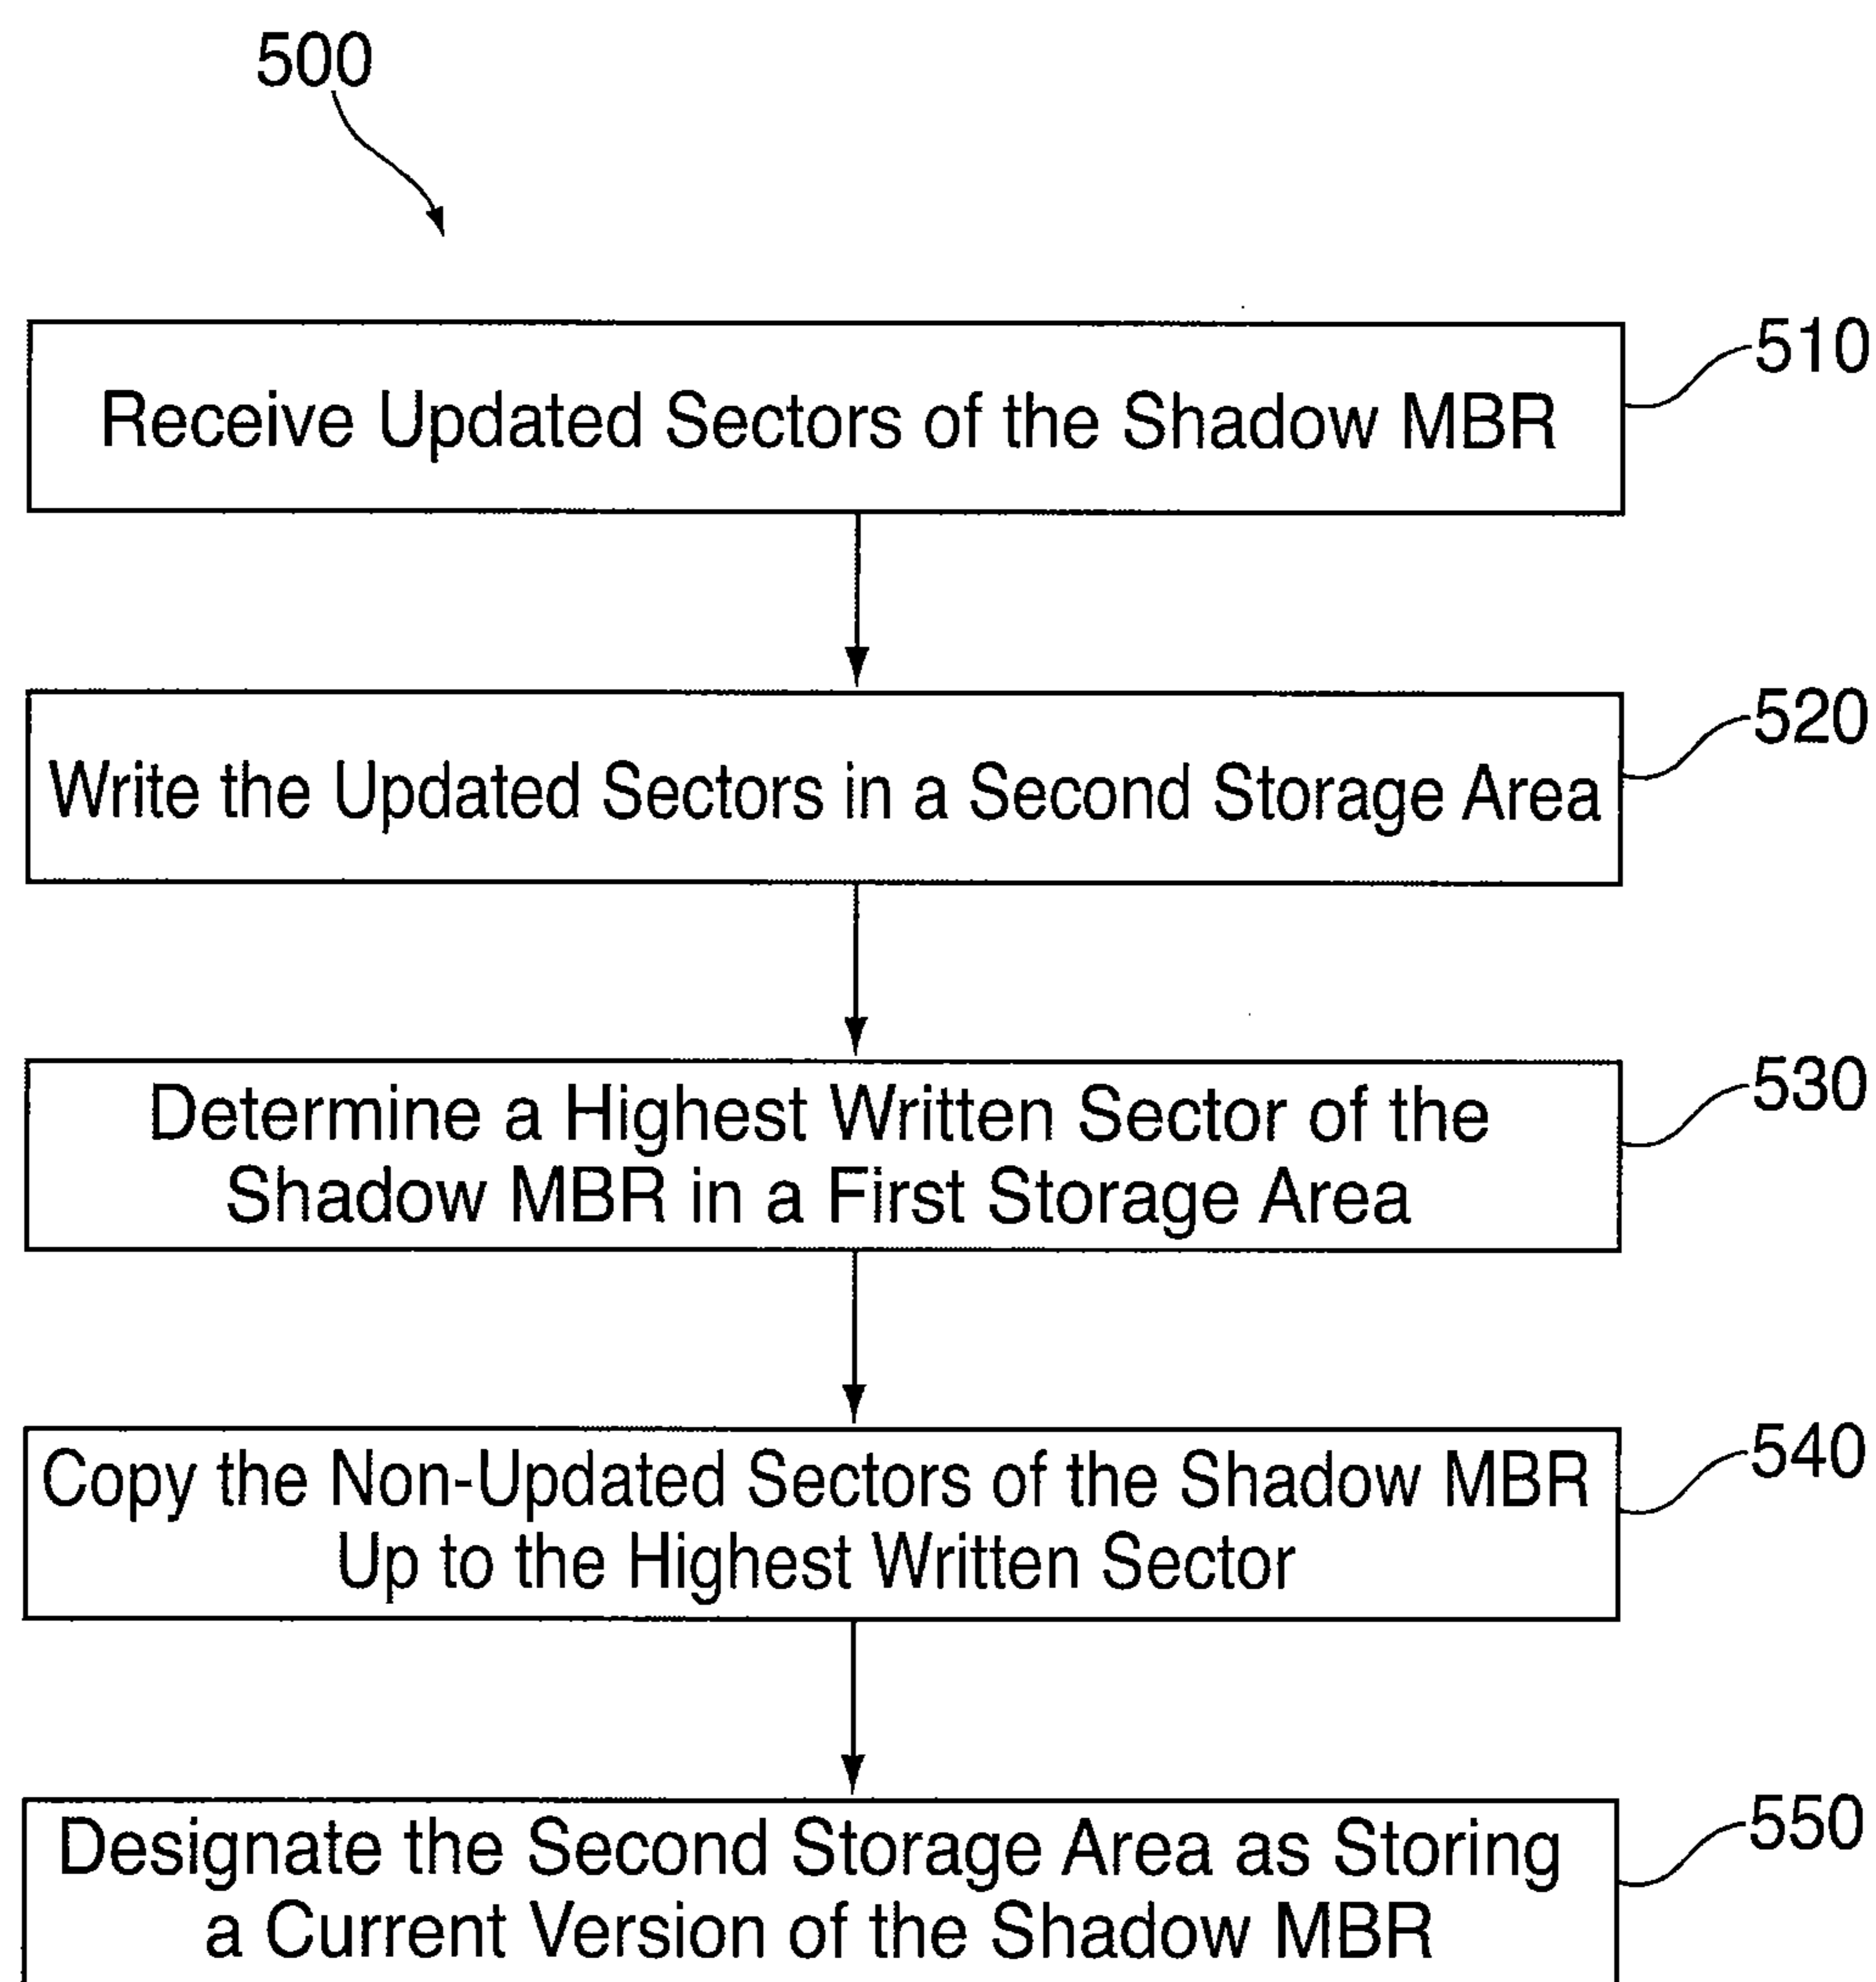 500
510
Receive Updated Sectors of the Shadow MBR
520
Write the Updated Sectors in a Second Storage Area
530
Determine a Highest Written Sector of the
Shadow MBR in a First Storage Area
540
Copy the Non-Updated Sectors of the Shadow MBR
Up to the Highest Written Sector
550
Designate the Second Storage Area as Storing
a Current Version of the Shadow MBR